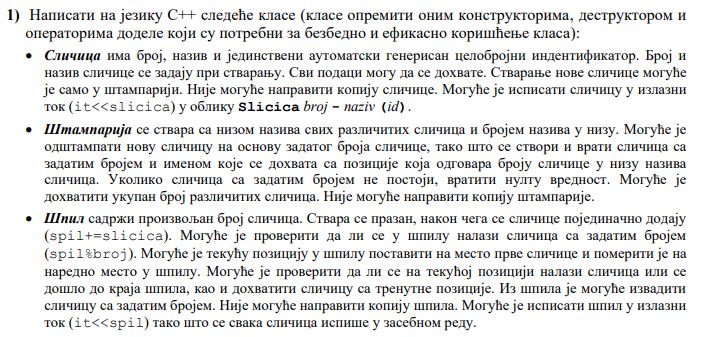 1) Написати на језику C++ следеће класе (класе опремити оним конструкторима, деструктором и
операторима доделе који су потребни за безбедно и ефикасно коришћење класа):
• Сличица има број, назив и јединствени аутоматски генерисан целобројни индентификатор. Број и
назив сличице се задају при стварању. Сви подаци могу да се дохвате. Стварање нове сличице могуће
је само у штампарији. Није могуће направити копију сличице. Могуће је исписати сличицу у излазни
ток (it<<slicica) у облику Slicica broj – naziv (id).
• Штампарија се ствара са низом назива свих различитих сличица и бројем назива у низу. Могуће је
одштампати нову сличицу на основу задатог броја сличице, тако што се створи и врати сличица са
задатим бројем и именом које се дохвата са позиције која одговара броју сличице у низу назива
сличица. Уколико сличица са задатим бројем не постоји, вратити нулту вредност. Могуће је
дохватити укупан број различитих сличица. Није могуће направити копију штампарије.
• Шпил садржи произвољан број сличица. Ствара се празан, након чега се сличице појединачно додају
(spil+=slicica). Могуће је проверити да ли се у шпилу налази сличица са задатим бројем
(spil%broj). Могуће је текућу позицију у шпилу поставити на место прве сличице и померити је на
наредно место у шпилу. Могуће је проверити да ли се на текућој позицији налази сличица или се
дошло до краја шпила, као и дохватити сличицу са тренутне позиције. Из шпила је могуће извадити
сличицу са задатим бројем. Није могуће направити копију шпила. Могуће је исписати шпил у излазни
ток (it<<spil) тако што се свака сличица испише у засебном реду.